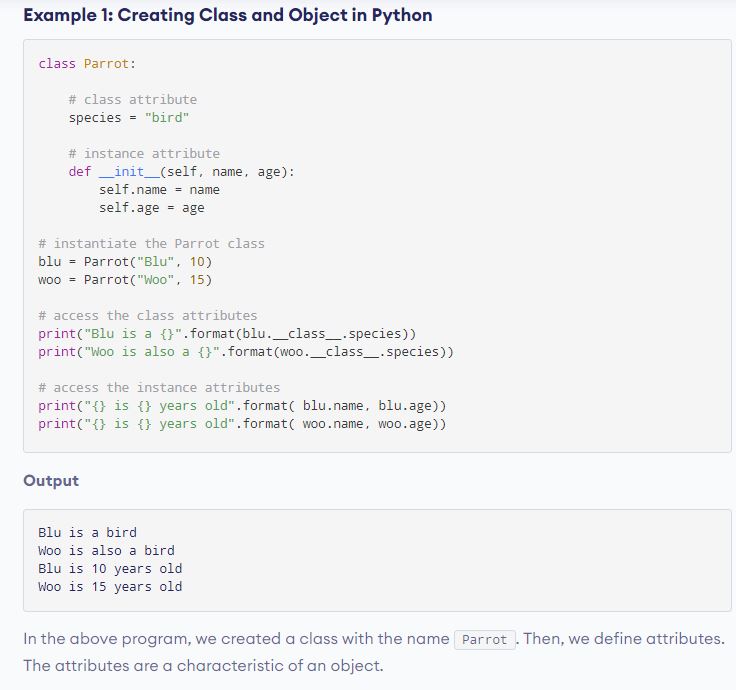 Example 1: Creating Class and Object in Python
class Parrot:
# class attribute
species = "bird"
# instance attribute
def __init__(self, name, age):
self.name = name
self.age = age
# instantiate the Parrot class
blu = Parrot("Blu", 10)
woo = Parrot("Woo", 15)
# access the class attributes
print("Blu is a {}".format(blu.__class__.species))
print("Woo is also a {}".format(woo.__class__.species))
# access the instance attributes
print("{} is {} years old".format( blu.name, blu.age))
print("{} is {} years old".format( woo.name, woo.age))
Output
Blu is a bird
Woo is also a bird
Blu is 10 years old
Woo is 15 years old
In the above program, we created a class with the name Parrot. Then, we define attributes.
The attributes are a characteristic of an object.